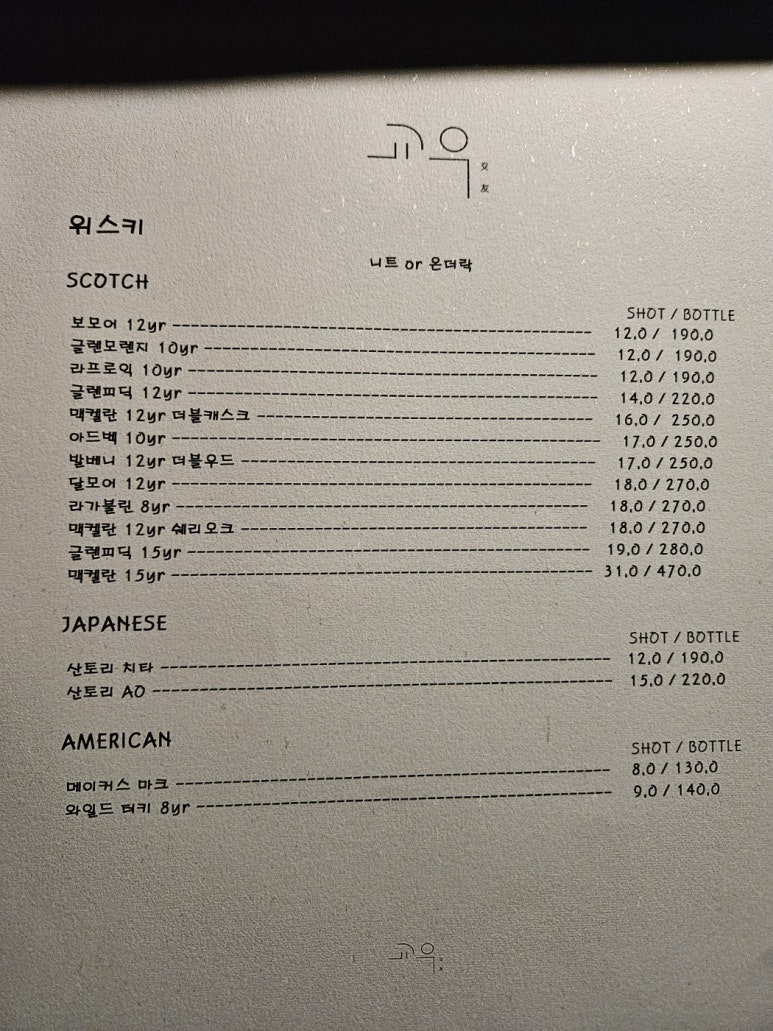 교우
交
友
위스키
니트 or 온더락
SCOTCH
SHOT / BOTTLE
보모어 12yr ---------- 12,0 / 190,0
글렌모렌지 10yr ---------- 12,0 / 190,0
라프로익 10yr ---------- 12,0 / 190,0
글렌피딕 12yr ---------- 14,0 / 220,0
맥켈란 12yr 더블캐스크 ---------- 16,0 / 250,0
아드벡 10yr ---------- 17,0 / 250,0
발베니 12yr 더블우드 ---------- 17,0 / 250,0
달모어 12yr ---------- 18,0 / 270,0
라가불린 8yr ---------- 18,0 / 270,0
맥켈란 12yr 쉐리오크 ---------- 18,0 / 270,0
글렌피딕 15yr ---------- 19,0 / 280,0
맥켈란 15yr ---------- 31,0 / 470,0
JAPANESE
SHOT / BOTTLE
산토리 치타 ---------- 12,0 / 190,0
산토리 AO ---------- 15,0 / 220,0
AMERICAN
SHOT / BOTTLE
메이커스 마크 ---------- 8,0 / 130,0
와일드 터키 8yr ---------- 9,0 / 140,0
교우